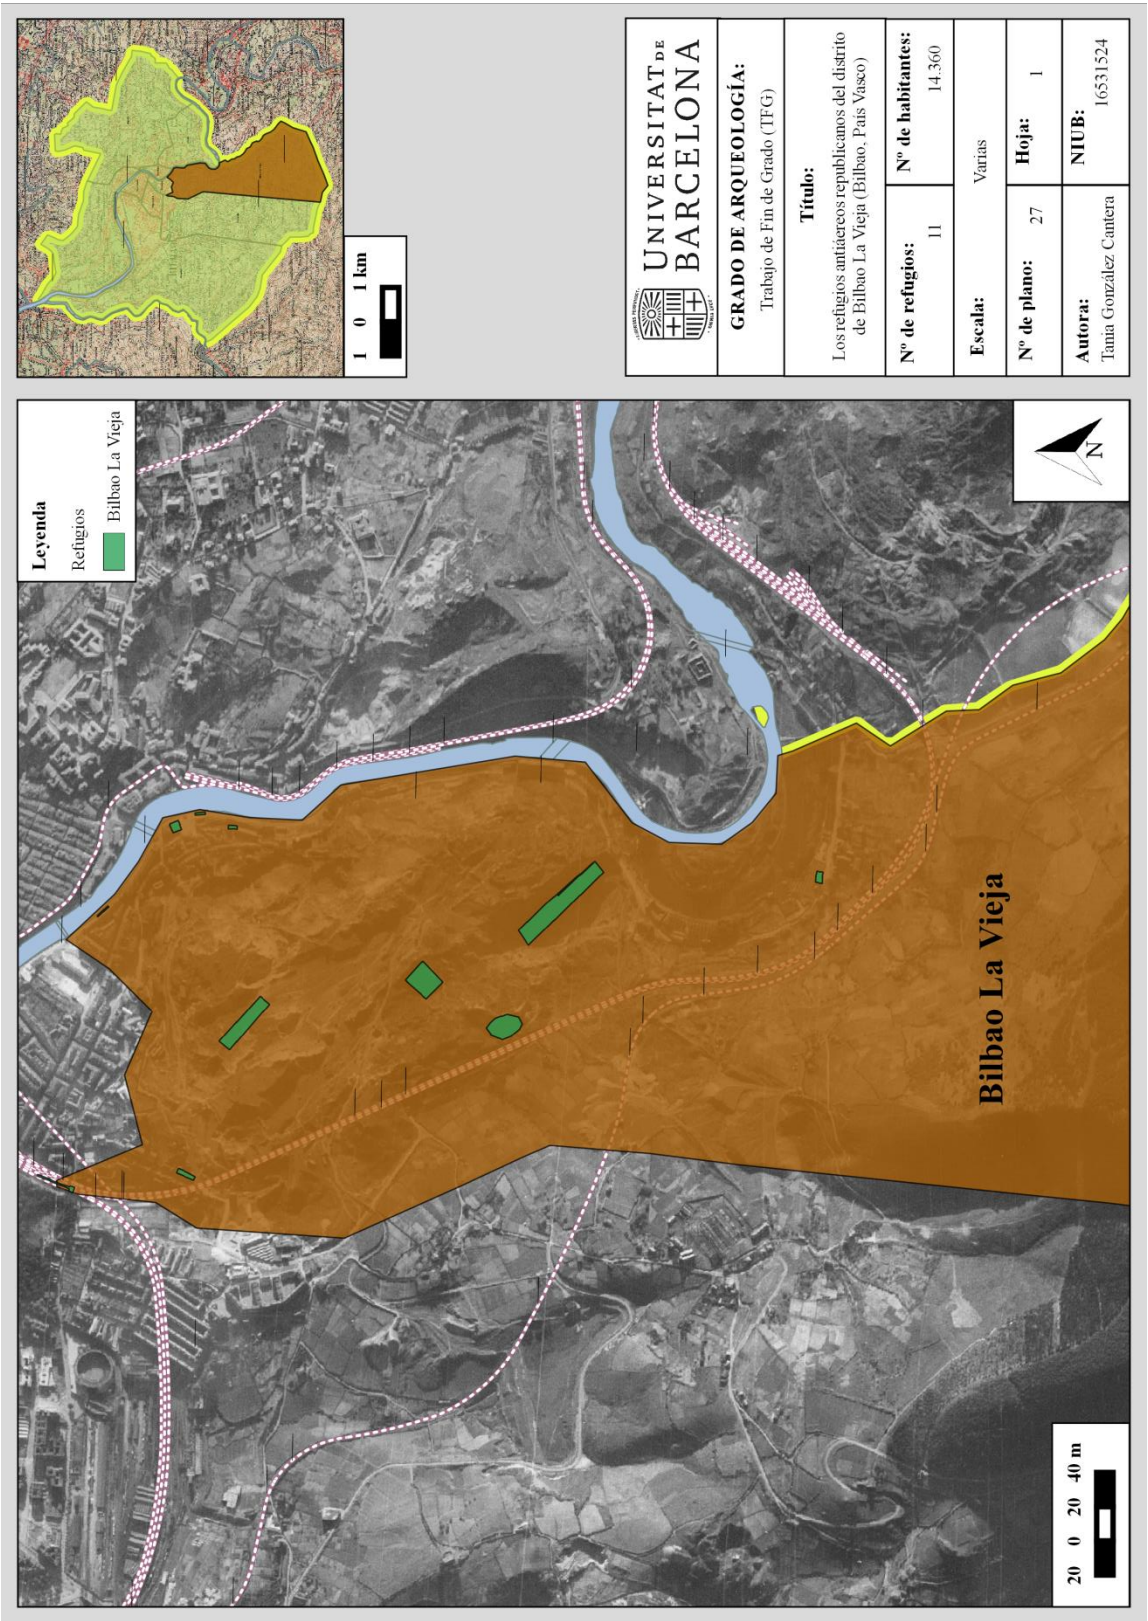 Leyenda
Refugios
Bilbao La Vieja
Bilbao La Vieja
N
20 0 20 40 m
1 0 1 km
UNIVERSITAT DE
BARCELONA
GRADO DE ARQUEOLOGÍA:
Trabajo de Fin de Grado (TFG)
Título:
Los refugios antiáereos republicanos del distrito
de Bilbao La Vieja (Bilbao, País Vasco)
Nº de refugios:
11
Nº de habitantes:
14.360
Escala:
Varias
Nº de plano:
27
Hoja:
1
Autora:
Tania González Cantera
NIUB:
16531524